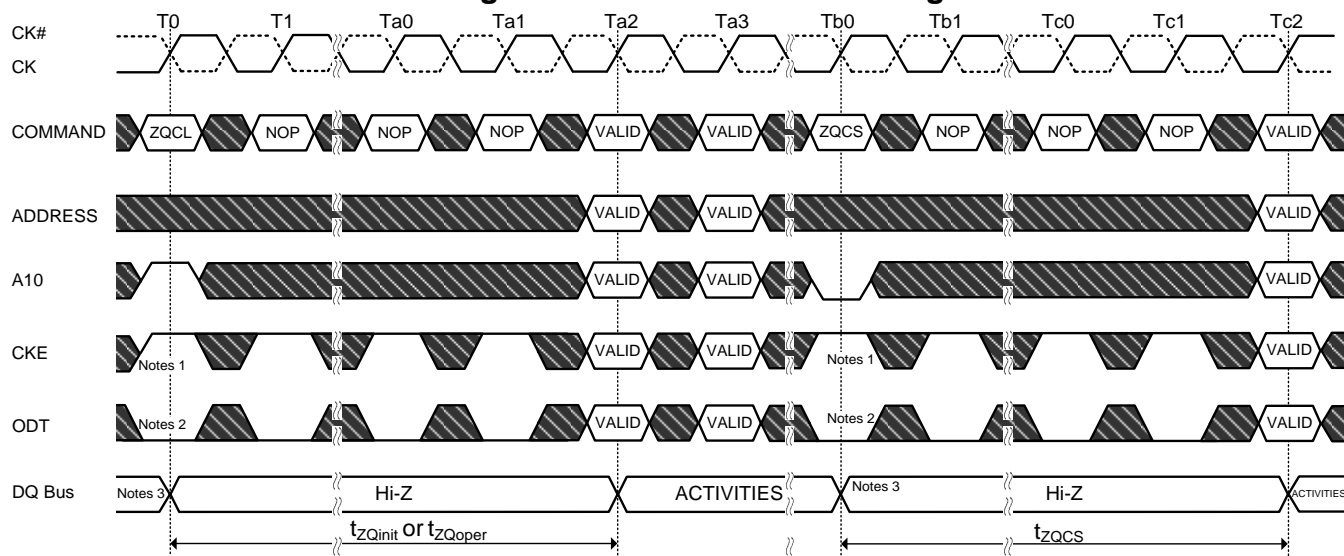 T0 T1 Ta0 Ta1 Ta2 Ta3 Tb0 Tb1 Tc0 Tc1 Tc2
CK#
CK
COMMAND ZQCL NOP NOP NOP VALID VALID ZQCS NOP NOP NOP VALID
ADDRESS VALID VALID VALID
A10 VALID VALID VALID
CKE Notes 1 VALID VALID Notes 1 VALID
ODT Notes 2 VALID VALID Notes 2 VALID
DQ Bus Notes 3 Hi-Z ACTIVITIES Notes 3 Hi-Z ACTIVITIES
tZQinit or tZQoper tZQCS